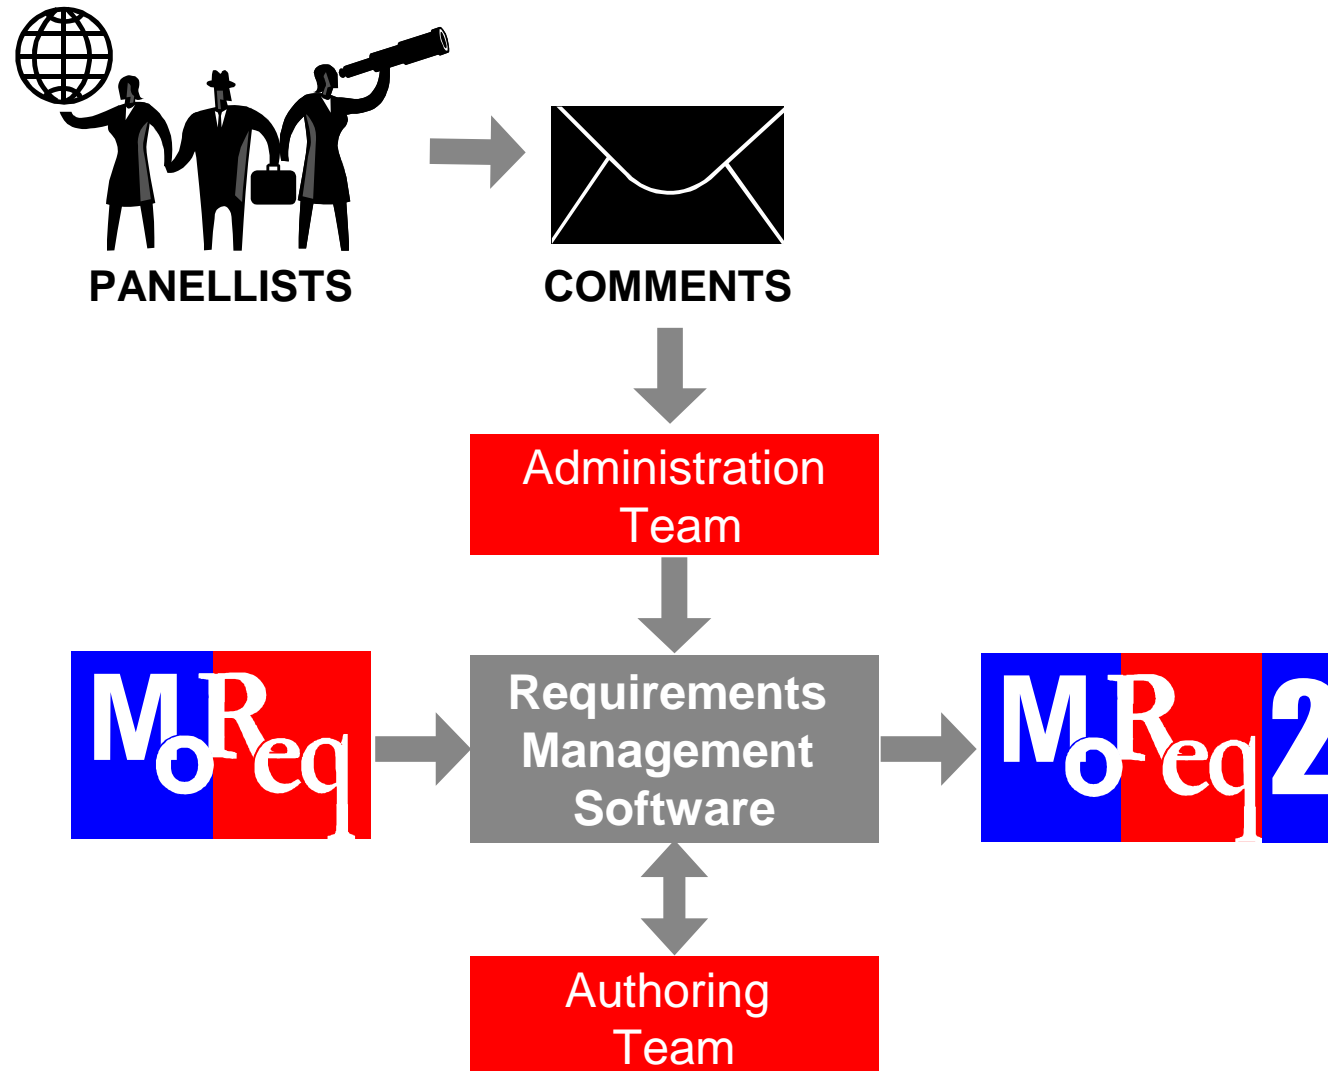 PANELLISTS
COMMENTS
Administration
Team
MoReq
Requirements
Management
Software
MoReq2
Authoring
Team